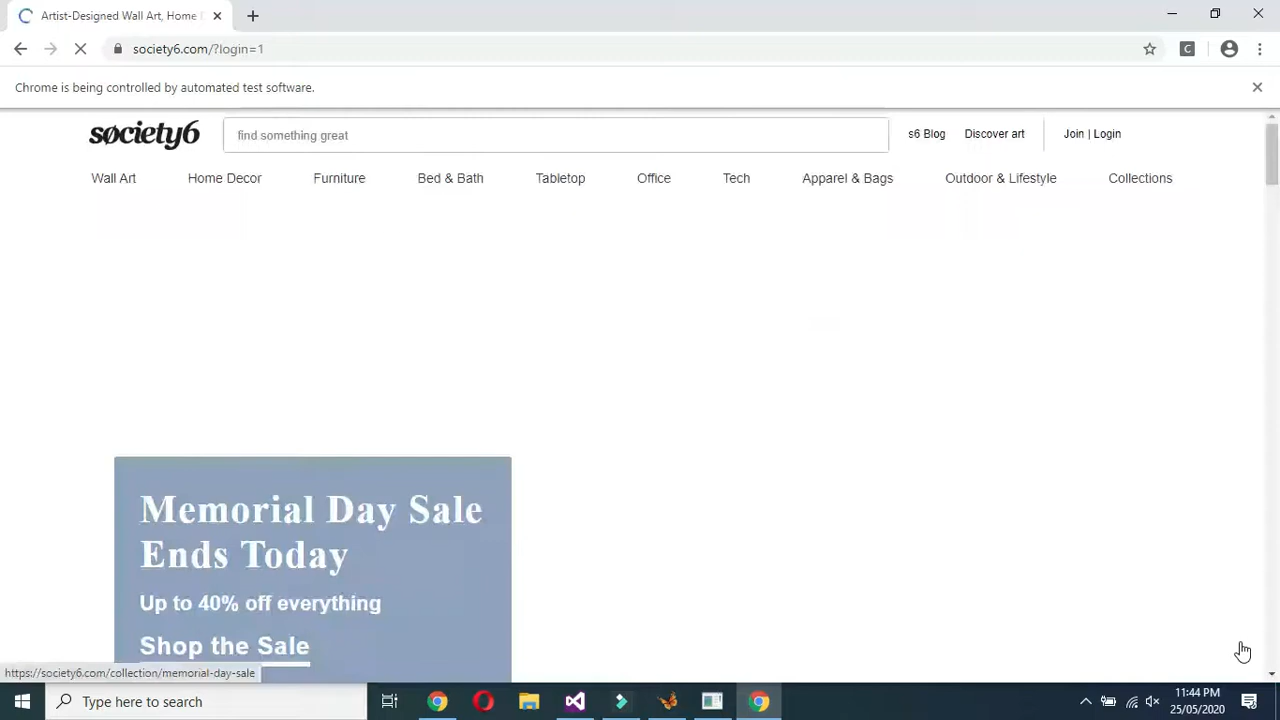 Artist-Designed Wall Art, Home
society6.com/?login=1
C
Chrome is being controlled by automated test software.
society6
find something great
s6 Blog
Discover art
Join | Login
Wall Art
Home Decor
Furniture
Bed & Bath
Tabletop
Office
Tech
Apparel & Bags
Outdoor & Lifestyle
Collections
Memorial Day Sale
Ends Today
Up to 40% off everything
Shop the Sale
https://society6.com/collection/memorial-day-sale
Type here to search
11:44 PM
25/05/2020